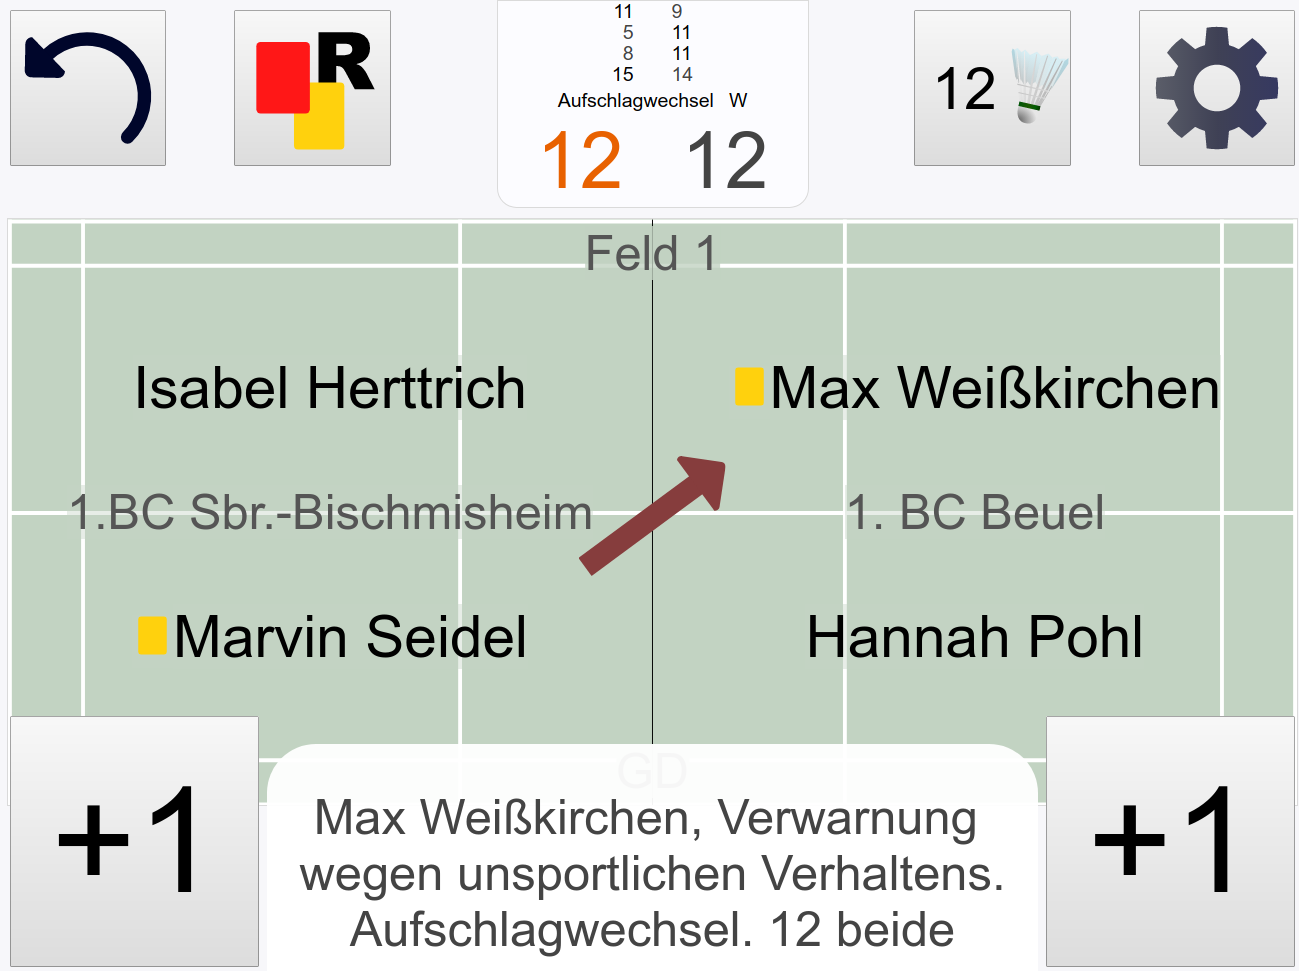 R
11 9
5 11
8 11
15 14
Aufschlagwechsel W
12 12
12
Feld 1
Isabel Herttrich
Max Weißkirchen
1.BC Sbr.-Bischmisheim
1. BC Beuel
Marvin Seidel
Hannah Pohl
GD
+1
Max Weißkirchen, Verwarnung
wegen unsportlichen Verhaltens.
Aufschlagwechsel. 12 beide
+1